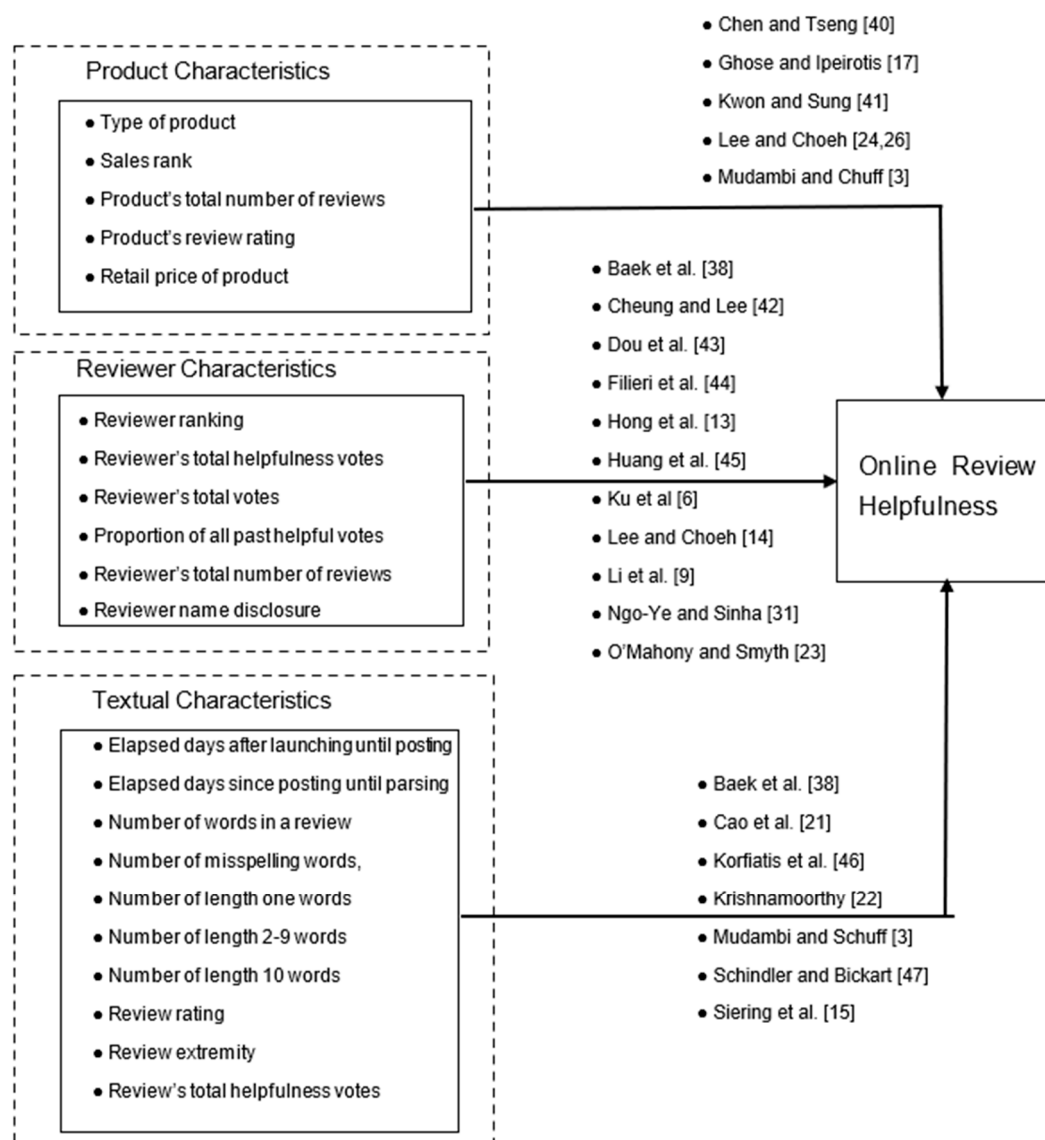 Product Characteristics
● Type of product
● Sales rank
● Product's total number of reviews
● Product's review rating
● Retail price of product
● Chen and Tseng [40]
● Ghose and Ipeirotis [17]
● Kwon and Sung [41]
● Lee and Choeh [24,26]
● Mudambi and Chuff [3]
Reviewer Characteristics
● Reviewer ranking
● Reviewer's total helpfulness votes
● Reviewer's total votes
● Proportion of all past helpful votes
● Reviewer's total number of reviews
● Reviewer name disclosure
● Baek et al. [38]
● Cheung and Lee [42]
● Dou et al. [43]
● Filieri et al. [44]
● Hong et al. [13]
● Huang et al. [45]
● Ku et al [6]
● Lee and Choeh [14]
● Li et al. [9]
● Ngo-Ye and Sinha [31]
● O'Mahony and Smyth [23]
Online Review
Helpfulness
Textual Characteristics
● Elapsed days after launching until posting
● Elapsed days since posting until parsing
● Number of words in a review
● Number of misspelling words,
● Number of length one words
● Number of length 2-9 words
● Number of length 10 words
● Review rating
● Review extremity
● Review's total helpfulness votes
● Baek et al. [38]
● Cao et al. [21]
● Korfiatis et al. [46]
● Krishnamoorthy [22]
● Mudambi and Schuff [3]
● Schindler and Bickart [47]
● Siering et al. [15]